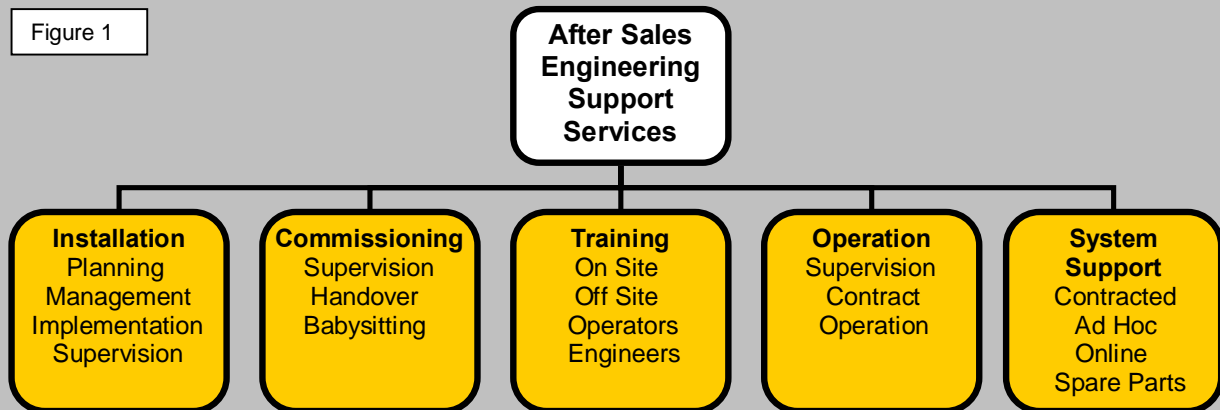 Figure 1
After Sales
Engineering
Support
Services
Installation
Planning
Management
Implementation
Supervision
Commissioning
Supervision
Handover
Babysitting
Training
On Site
Off Site
Operators
Engineers
Operation
Supervision
Contract
Operation
System
Support
Contracted
Ad Hoc
Online
Spare Parts